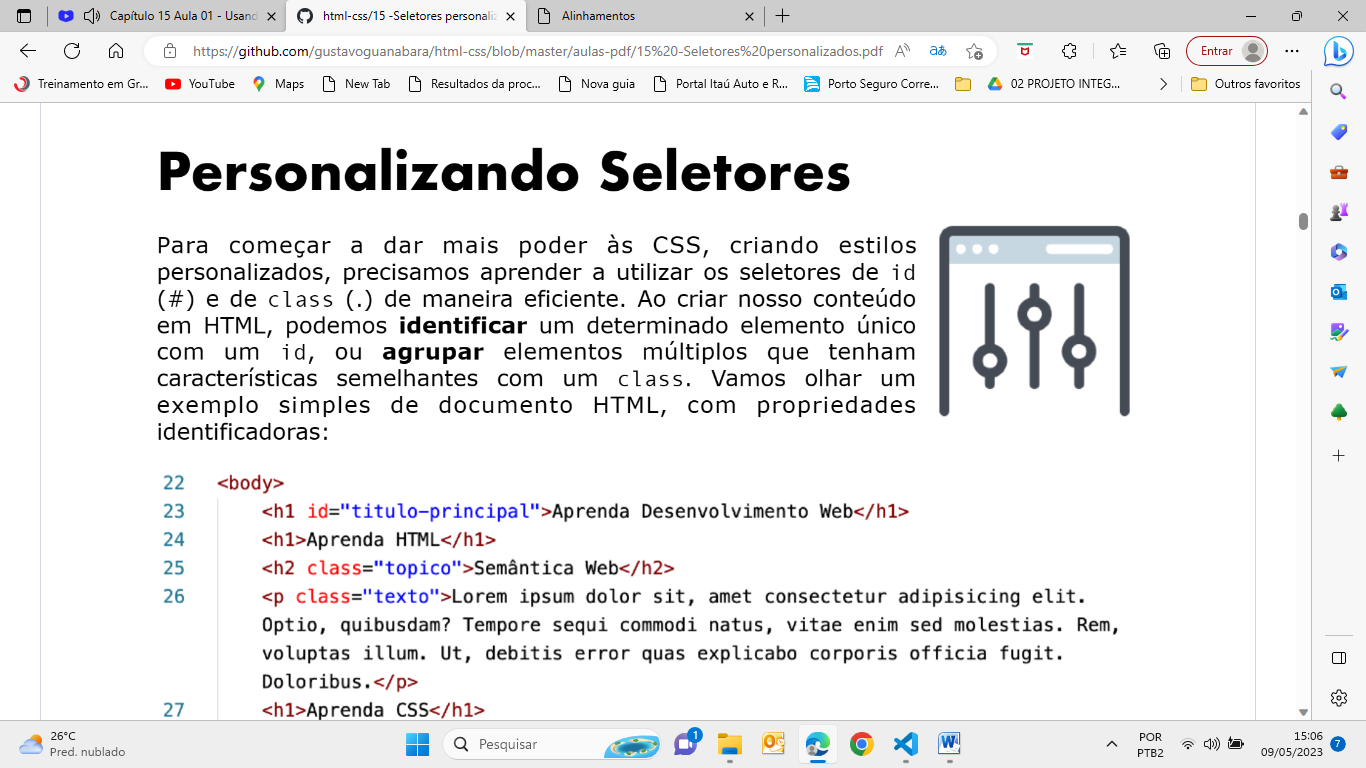 Capítulo 15 Aula 01 - Usand
html-css/15 -Seletores personaliz
Alinhamentos
https://github.com/gustavoguanabara/html-css/blob/master/aulas-pdf/15%20-Seletores%20personalizados.pdf
Entrar
Treinamento em Gr...
YouTube
Maps
New Tab
Resultados da proc...
Nova guia
Portal Itaú Auto e R...
Porto Seguro Corre...
02 PROJETO INTEG...
Outros favoritos
Personalizando Seletores
Para começar a dar mais poder às CSS, criando estilos
personalizados, precisamos aprender a utilizar os seletores de id
(#) e de class (.) de maneira eficiente. Ao criar nosso conteúdo
em HTML, podemos identificar um determinado elemento único
com um id, ou agrupar elementos múltiplos que tenham
características semelhantes com um class. Vamos olhar um
exemplo simples de documento HTML, com propriedades
identificadoras:
22 <body>
23 <h1 id="titulo-principal">Aprenda Desenvolvimento Web</h1>
24 <h1>Aprenda HTML</h1>
25 <h2 class="topico">Semântica Web</h2>
26 <p class="texto">Lorem ipsum dolor sit, amet consectetur adipisicing elit.
Optio, quibusdam? Tempore sequi commodi natus, vitae enim sed molestias. Rem,
voluptas illum. Ut, debitis error quas explicabo corporis officia fugit.
Doloribus.</p>
27 <h1>Aprenda CSS</h1>
26°C
Pred. nublado
Pesquisar
1
POR
PTB2
15:06
09/05/2023
7